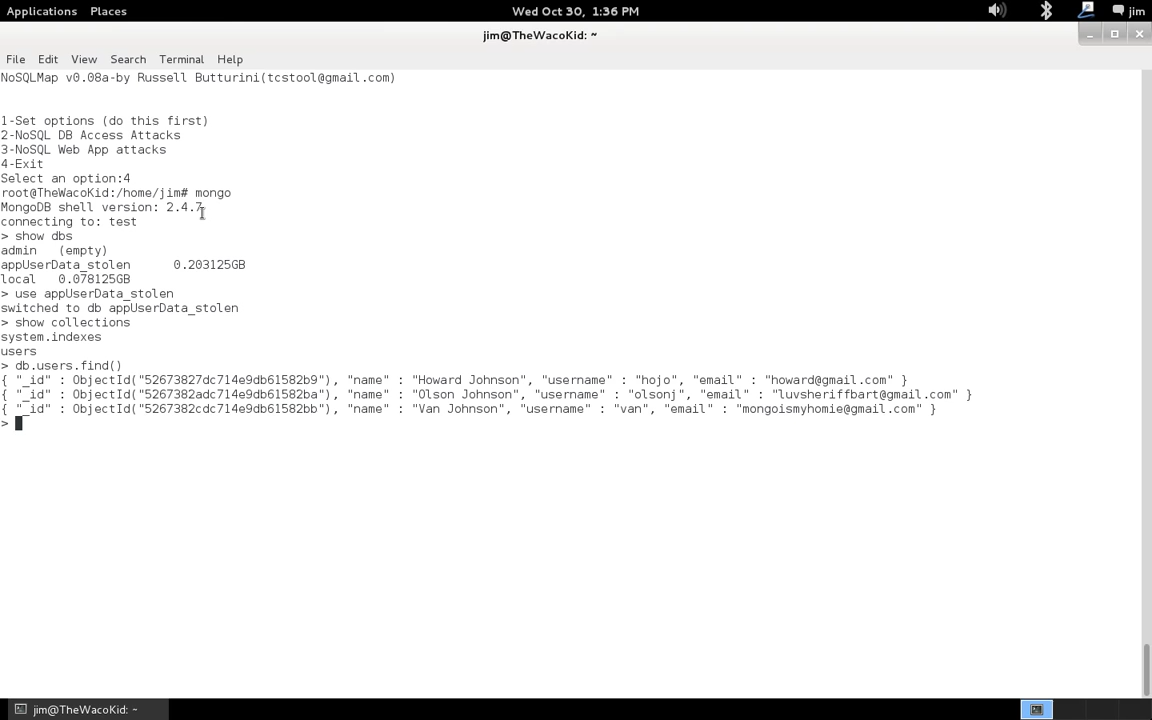 Applications Places Wed Oct 30, 1:36 PM jim
jim@TheWacoKid: ~
File Edit View Search Terminal Help
NoSQLMap v0.08a-by Russell Butturini(tcstool@gmail.com)
1-Set options (do this first)
2-NoSQL DB Access Attacks
3-NoSQL Web App attacks
4-Exit
Select an option:4
root@TheWacoKid:/home/jim# mongo
MongoDB shell version: 2.4.7
connecting to: test
> show dbs
admin   (empty)
appUserData_stolen      0.203125GB
local   0.078125GB
> use appUserData_stolen
switched to db appUserData_stolen
> show collections
system.indexes
users
> db.users.find()
{ "_id" : ObjectId("52673827dc714e9db61582b9"), "name" : "Howard Johnson", "username" : "hojo", "email" : "howard@gmail.com" }
{ "_id" : ObjectId("5267382adc714e9db61582ba"), "name" : "Olson Johnson", "username" : "olsonj", "email" : "luvsheriffbart@gmail.com" }
{ "_id" : ObjectId("5267382cdc714e9db61582bb"), "name" : "Van Johnson", "username" : "van", "email" : "mongoismyhomie@gmail.com" }
>
jim@TheWacoKid: ~